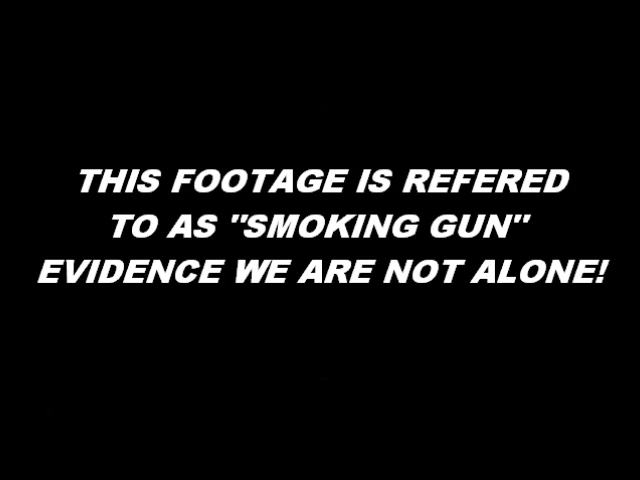 THIS FOOTAGE IS REFERED
TO AS "SMOKING GUN"
EVIDENCE WE ARE NOT ALONE!